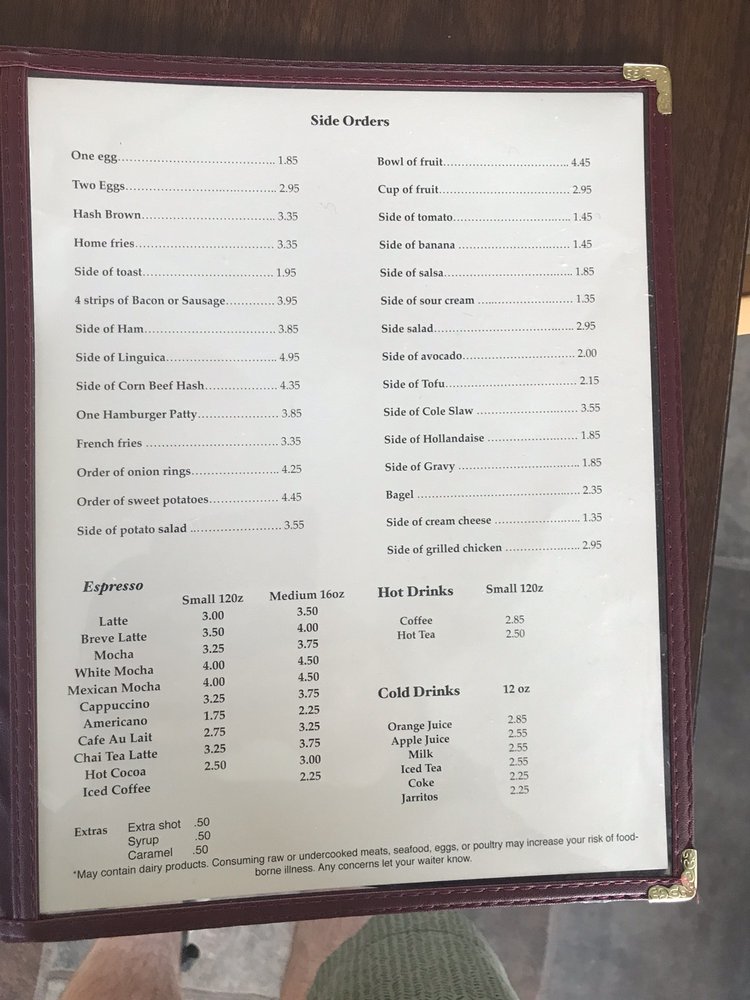 Side Orders
One egg........................................ 1.85
Two Eggs...................................... 2.95
Hash Brown.................................. 3.35
Home fries................................... 3.35
Side of toast................................. 1.95
4 strips of Bacon or Sausage............ 3.95
Side of Ham................................. 3.85
Side of Linguica........................... 4.95
Side of Corn Beef Hash.................. 4.35
One Hamburger Patty.................... 3.85
French fries .................................. 3.35
Order of onion rings...................... 4.25
Order of sweet potatoes.................. 4.45
Side of potato salad ....................... 3.55
Bowl of fruit................................ 4.45
Cup of fruit.................................. 2.95
Side of tomato.............................. 1.45
Side of banana .............................. 1.45
Side of salsa................................. 1.85
Side of sour cream ......................... 1.35
Side salad..................................... 2.95
Side of avocado............................. 2.00
Side of Tofu.................................. 2.15
Side of Cole Slaw .......................... 3.55
Side of Hollandaise ....................... 1.85
Side of Gravy ............................... 1.85
Bagel .......................................... 2.35
Side of cream cheese ...................... 1.35
Side of grilled chicken ................... 2.95
Espresso Small 120z Medium 16oz
Latte 3.00 3.50
Breve Latte 3.50 4.00
Mocha 3.25 3.75
White Mocha 4.00 4.50
Mexican Mocha 4.00 4.50
Cappuccino 3.25 3.75
Americano 1.75 2.25
Cafe Au Lait 2.75 3.25
Chai Tea Latte 3.25 3.75
Hot Cocoa 2.50 3.00
Iced Coffee 2.25
Hot Drinks Small 120z
Coffee 2.85
Hot Tea 2.50
Cold Drinks 12 oz
Orange Juice 2.85
Apple Juice 2.55
Milk 2.55
Iced Tea 2.55
Coke 2.25
Jarritos 2.25
Extras Extra shot .50
Syrup .50
Caramel .50
*May contain dairy products. Consuming raw or undercooked meats, seafood, eggs, or poultry may increase your risk of food-
borne illness. Any concerns let your waiter know.